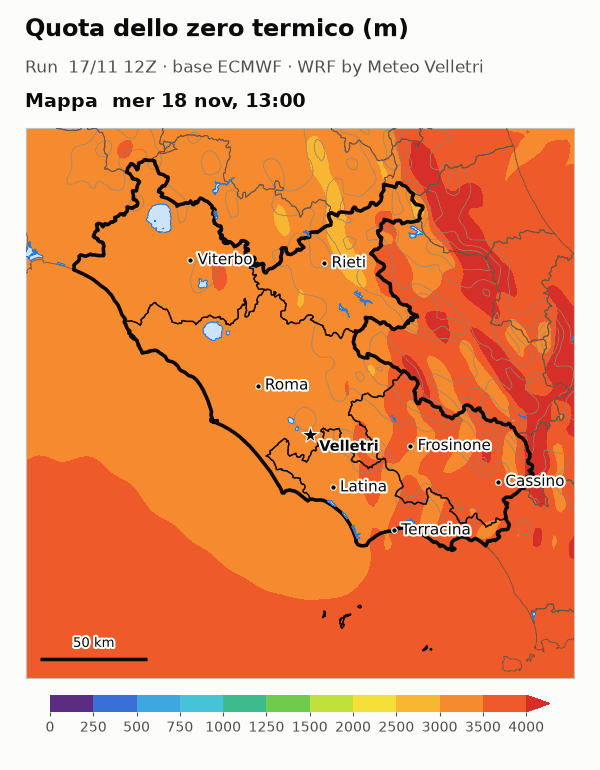 Quota dello zero termico (m)
Run  17/11 12Z · base ECMWF · WRF by Meteo Velletri
Mappa  mer 18 nov, 13:00
Viterbo
Rieti
Roma
Velletri
Frosinone
Cassino
Latina
Terracina
50 km
0 250 500 750 1000 1250 1500 2000 2500 3000 3500 4000